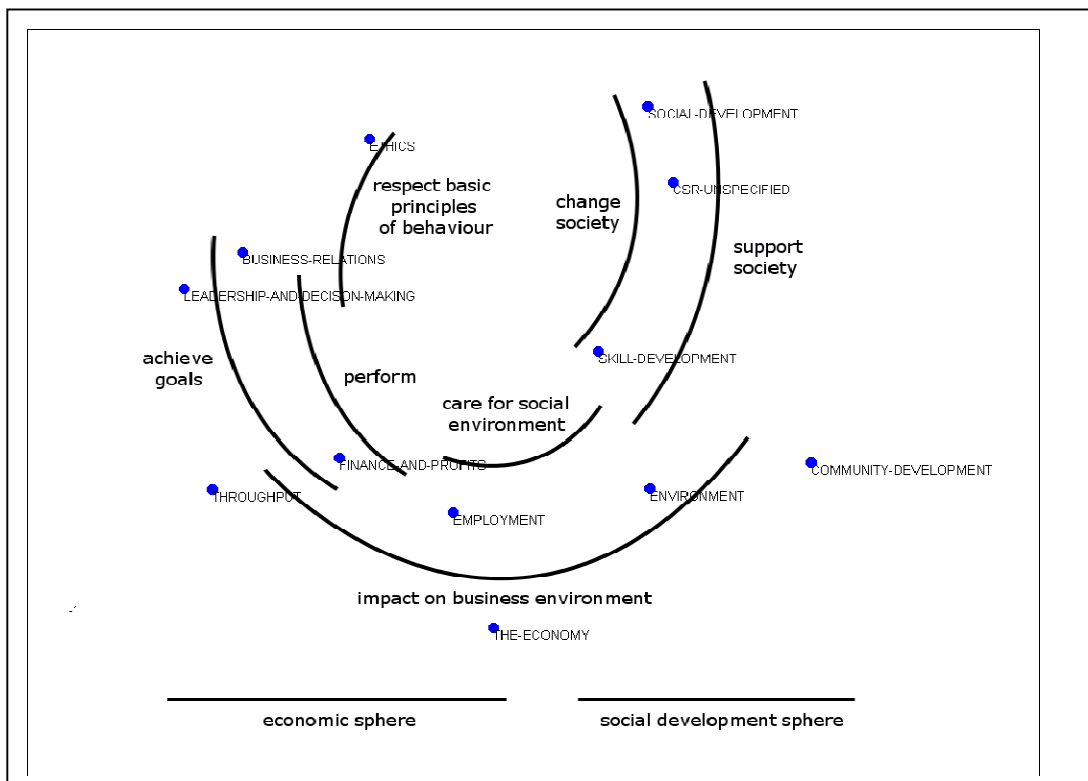 SOCIAL-DEVELOPMENT
ETHICS
respect basic
principles
of behaviour
CSR-UNSPECIFIED
change
society
support
society
BUSINESS-RELATIONS
LEADERSHIP-AND-DECISON-MAKING
achieve
goals
perform
SKILL-DEVELOPMENT
care for social
environment
FINANCE-AND-PROFITS
COMMUNITY-DEVELOPMENT
THROUGHPUT
ENVIRONMENT
EMPLOYMENT
impact on business environment
THE-ECONOMY
economic sphere
social development sphere